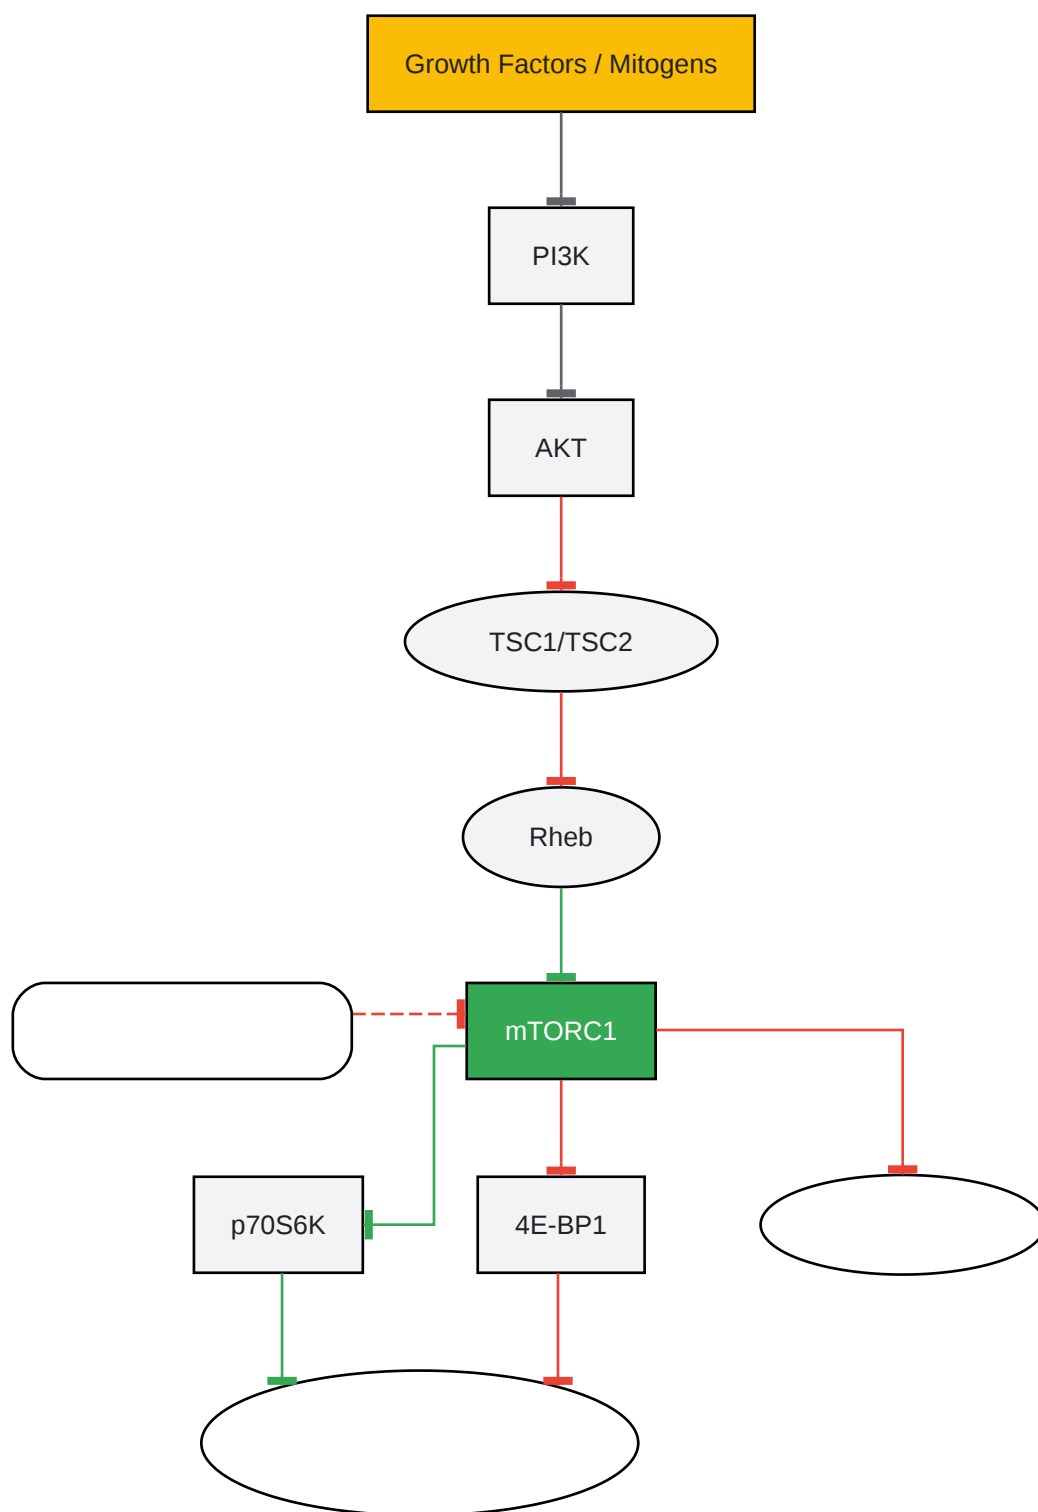 Growth Factors / Mitogens
PI3K
AKT
TSC1/TSC2
Rheb
mTORC1
p70S6K
4E-BP1